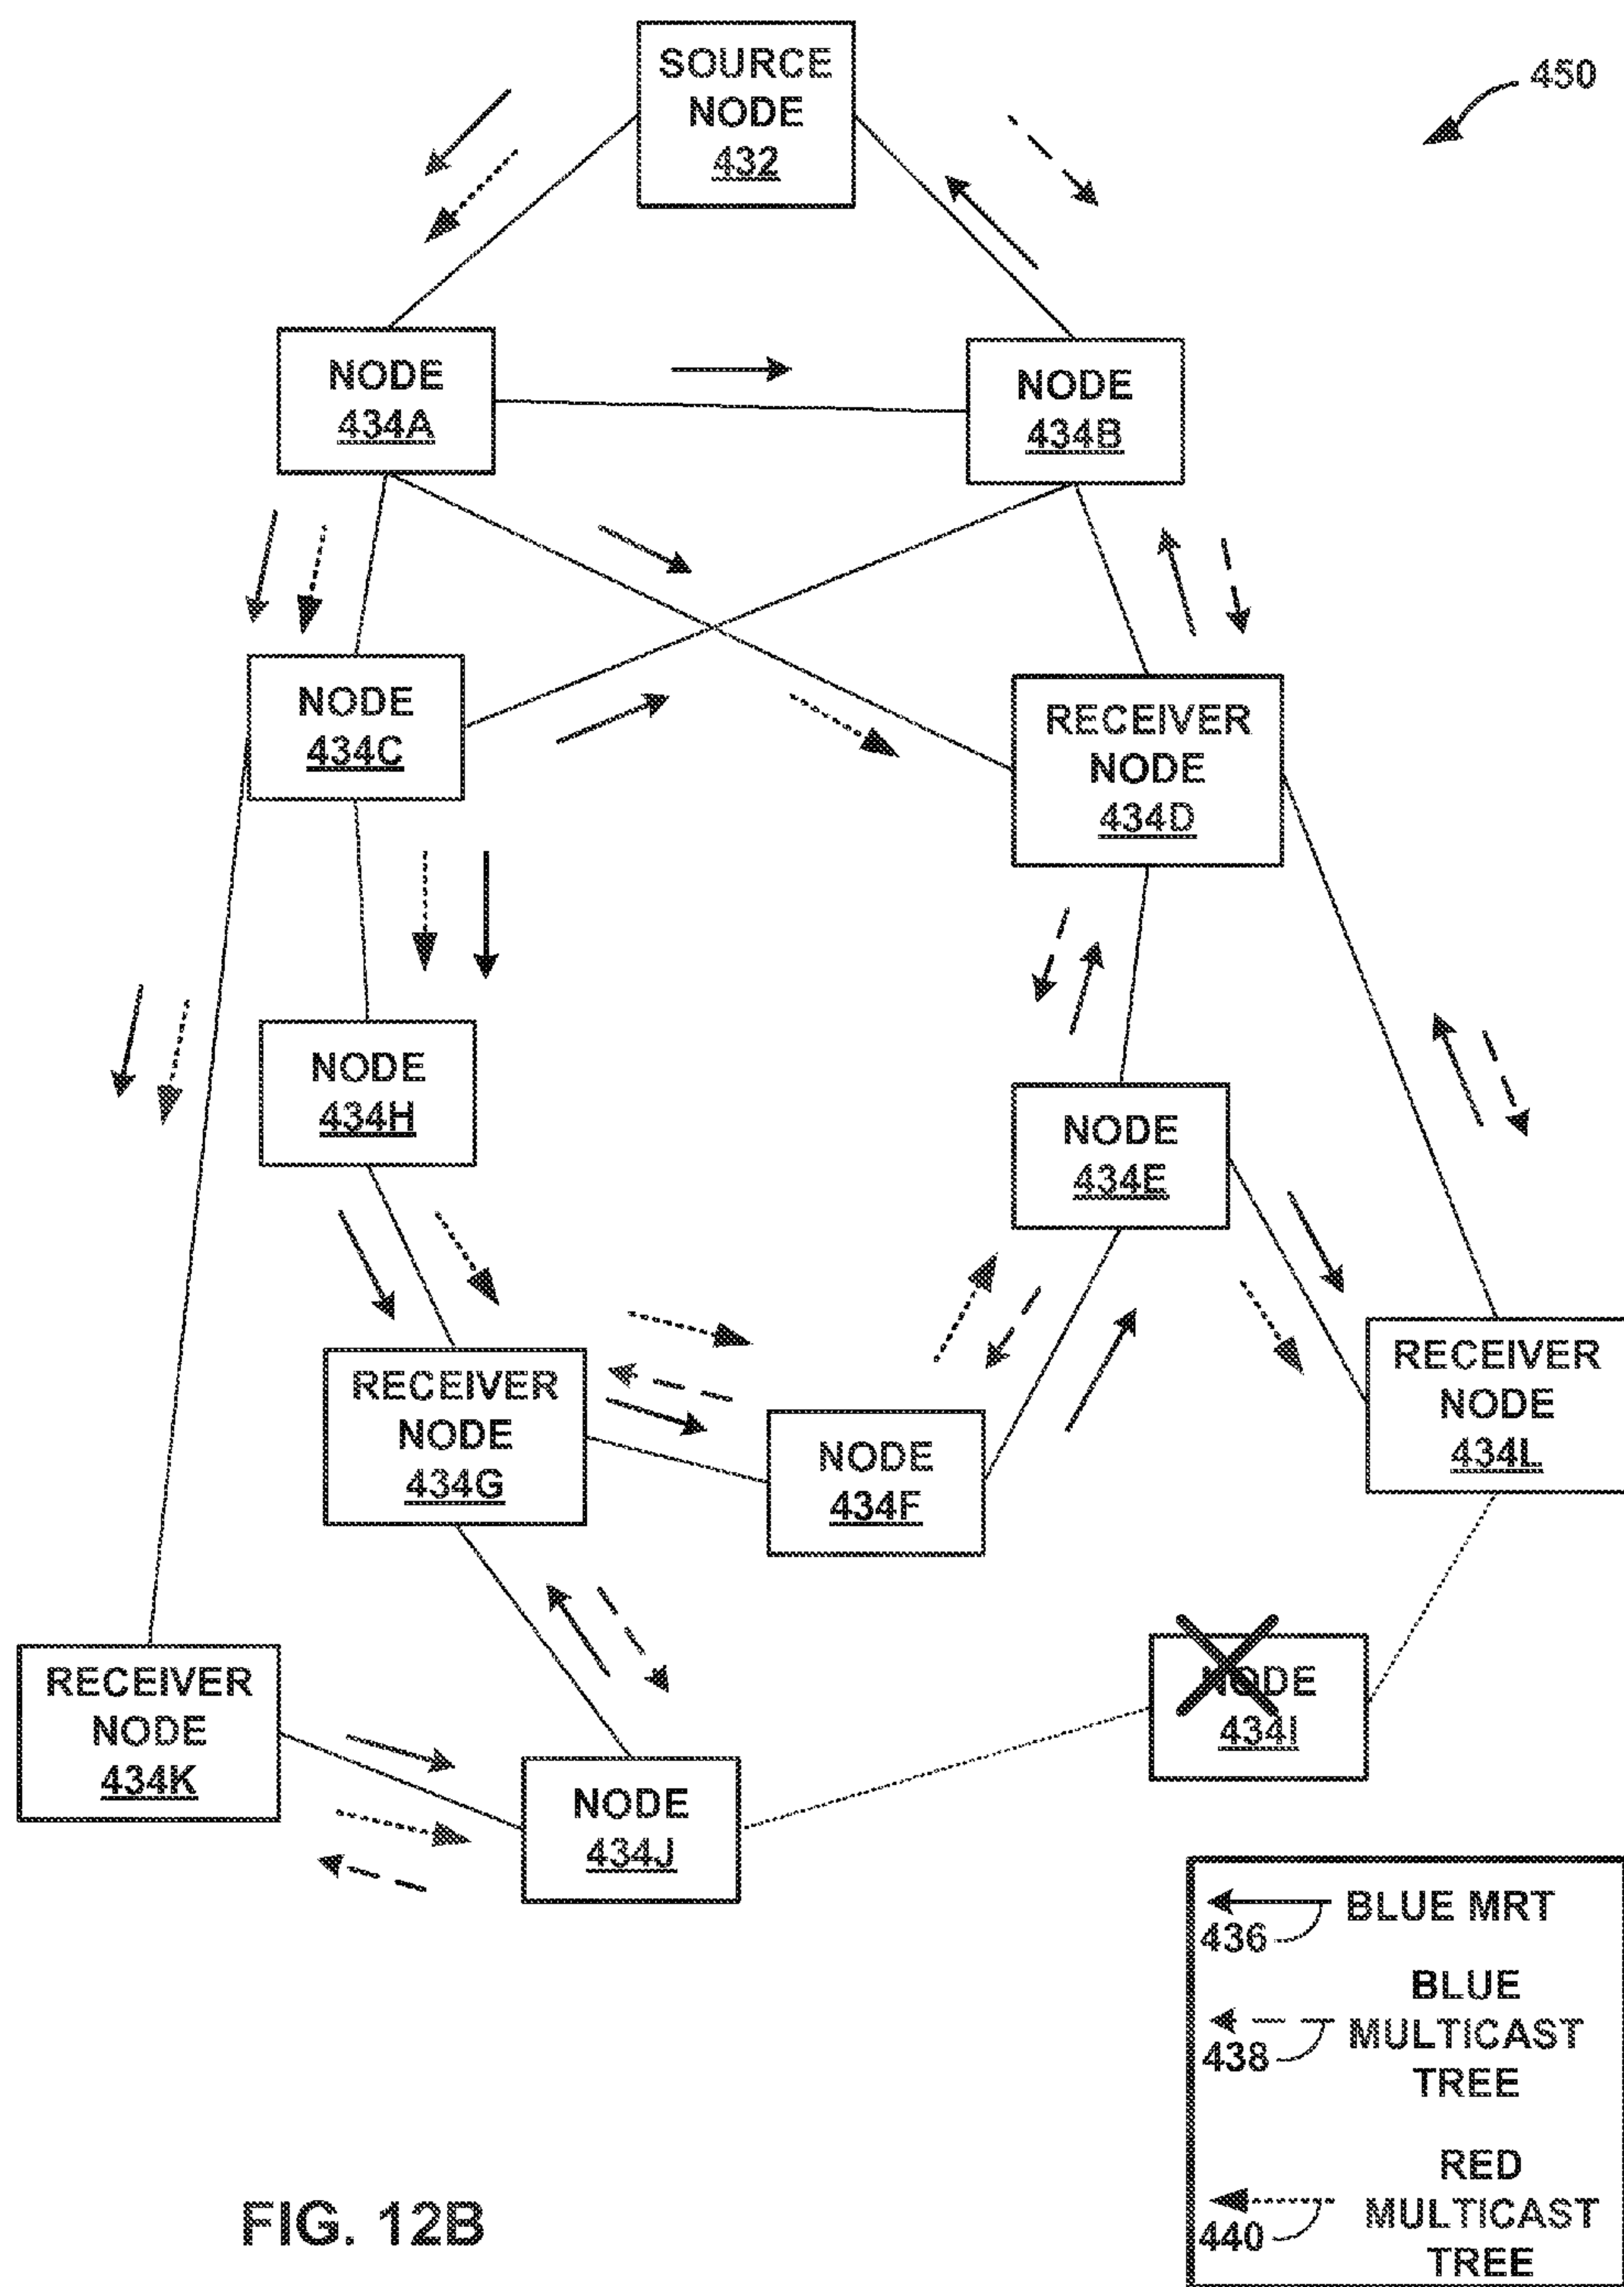 SOURCE
NODE
432
450
NODE
434A
NODE
434B
NODE
434C
RECEIVER
NODE
434D
NODE
434H
NODE
434E
RECEIVER
NODE
434G
NODE
434F
RECEIVER
NODE
434L
RECEIVER
NODE
434K
NODE
434J
NODE
434I
436
BLUE MRT
438
BLUE
MULTICAST
TREE
440
RED
MULTICAST
TREE
FIG. 12B